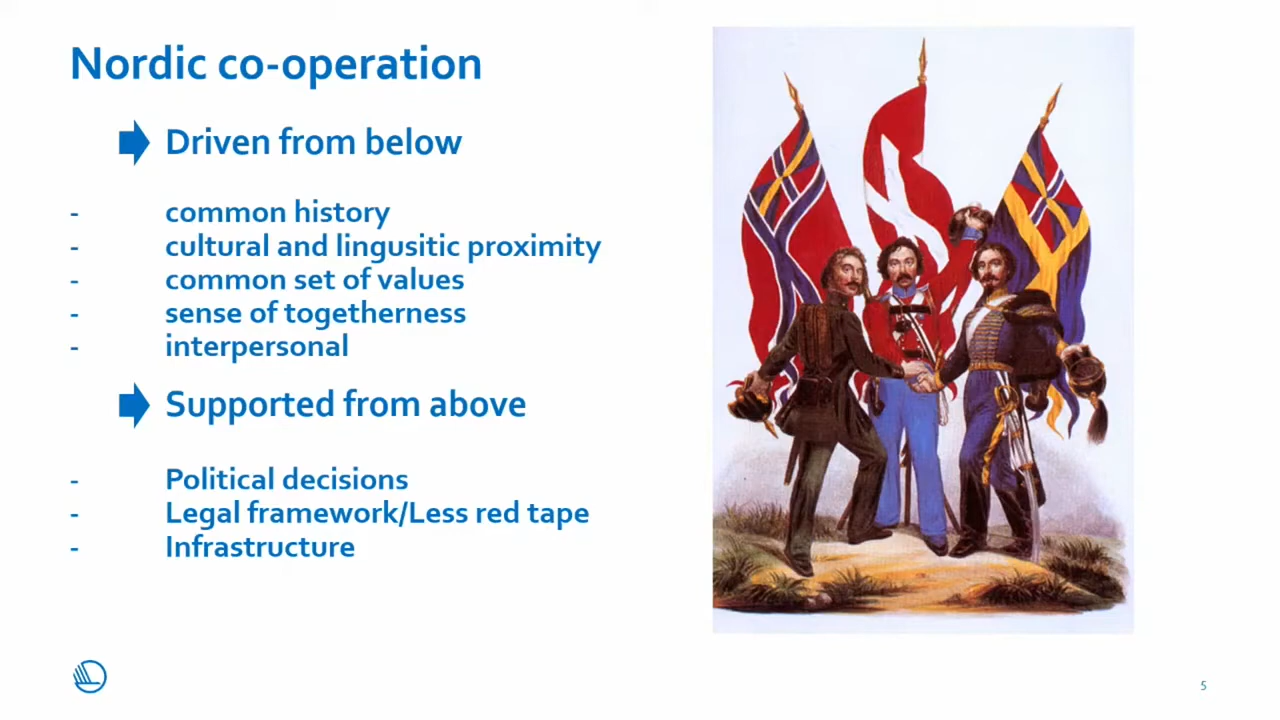 Nordic co-operation
Driven from below
- common history
- cultural and lingusitic proximity
- common set of values
- sense of togetherness
- interpersonal
Supported from above
- Political decisions
- Legal framework/Less red tape
- Infrastructure
5